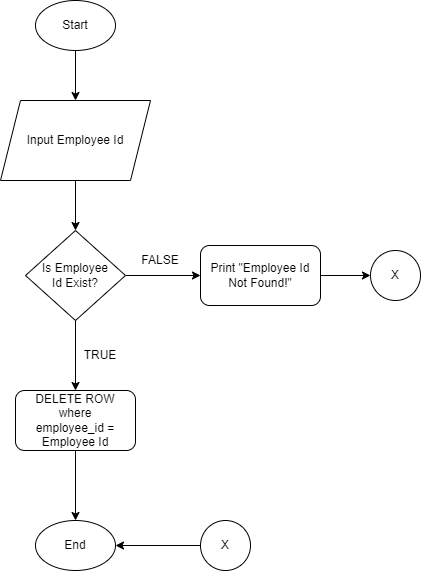 Start
Input Employee Id
Is Employee
Id Exist?
FALSE
Print "Employee Id
Not Found!"
X
TRUE
DELETE ROW
where
employee_id =
Employee Id
End
X